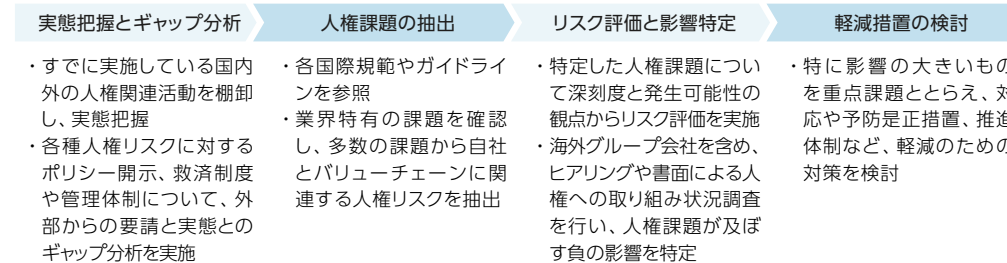 実態把握とギャップ分析
・すでに実施している国内
外の人権関連活動を棚卸
し、実態把握
・各種人権リスクに対する
ポリシー開示、救済制度
や管理体制について、外
部からの要請と実態との
ギャップ分析を実施
人権課題の抽出
・各国際規範やガイドライ
ンを参照
・業界特有の課題を確認
し、多数の課題から自社
とバリューチェーンに関
連する人権リスクを抽出
リスク評価と影響特定
・特定した人権課題につい
て深刻度と発生可能性の
観点からリスク評価を実施
・海外グループ会社を含め、
ヒアリングや書面による人
権への取り組み状況調査
を行い、人権課題が及ぼ
す負の影響を特定
軽減措置の検討
・特に影響の大きいもの
を重点課題ととらえ、対
応や予防是正措置、推進
体制など、軽減のための
対策を検討